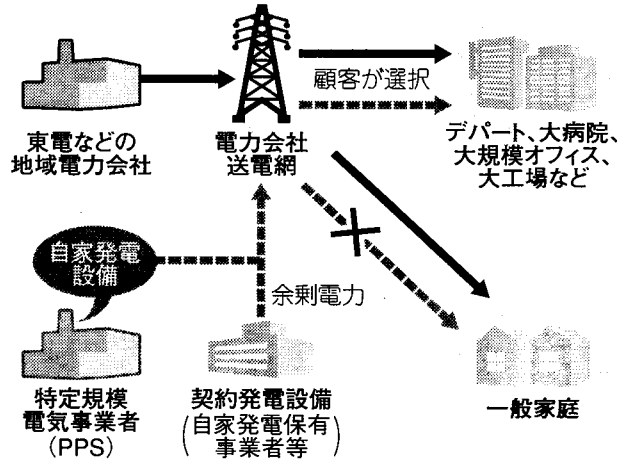 東電などの
地域電力会社
電力会社
送電網
顧客が選択
デパート、大病院、
大規模オフィス、
大工場など
自家発電
設備
余剰電力
特定規模
電気事業者
(PPS)
契約発電設備
(自家発電保有
事業者等)
一般家庭